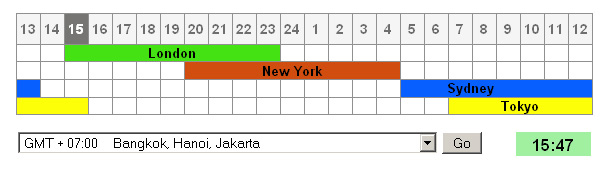 13 14 15 16 17 18 19 20 21 22 23 24 1 2 3 4 5 6 7 8 9 10 11 12
London
New York
Sydney
Tokyo
GMT + 07:00 Bangkok, Hanoi, Jakarta Go 15:47